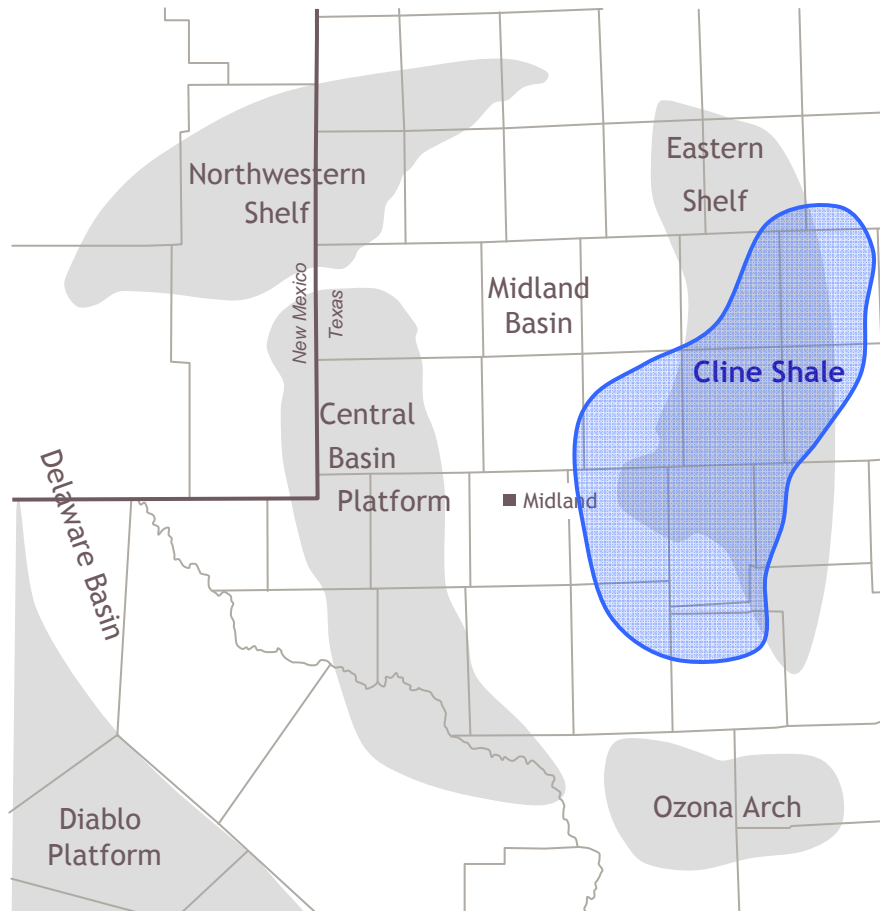 Eastern
Shelf
Northwestern
Shelf
New Mexico
Texas
Midland
Basin
Cline Shale
Central
Basin
Platform
Midland
Delaware Basin
Ozona Arch
Diablo
Platform